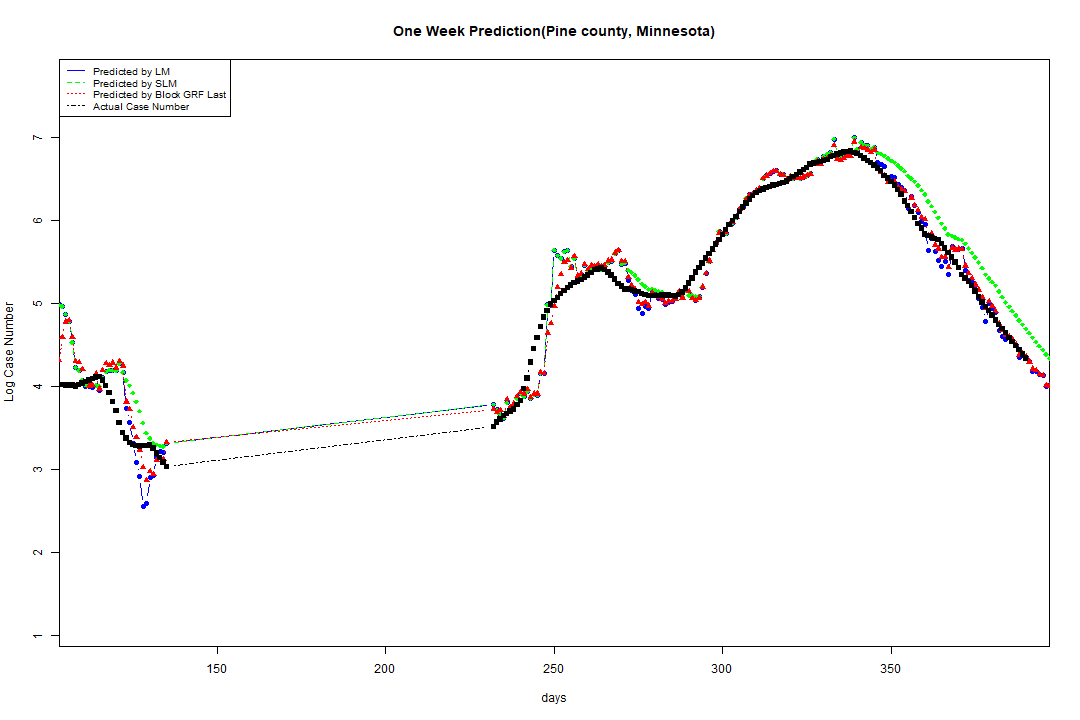 One Week Prediction(Pine county, Minnesota)
Predicted by LM
Predicted by SLM
Predicted by Block GRF Last
Actual Case Number
Log Case Number
7
6
5
4
3
2
1
150
200
250
300
350
days